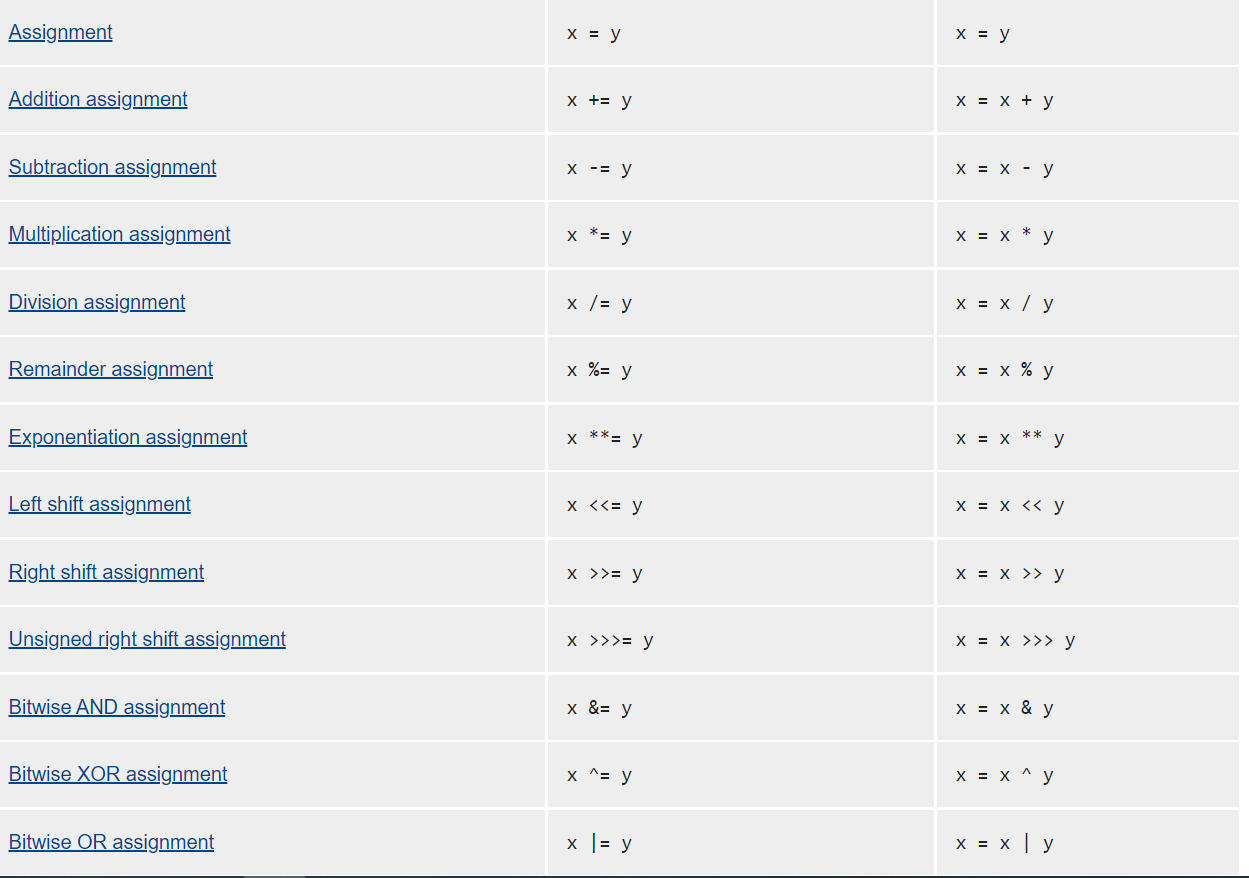 Assignment x = y x = y
Addition assignment x += y x = x + y
Subtraction assignment x -= y x = x - y
Multiplication assignment x *= y x = x * y
Division assignment x /= y x = x / y
Remainder assignment x %= y x = x % y
Exponentiation assignment x **= y x = x ** y
Left shift assignment x <<= y x = x << y
Right shift assignment x >>= y x = x >> y
Unsigned right shift assignment x >>>= y x = x >>> y
Bitwise AND assignment x &= y x = x & y
Bitwise XOR assignment x ^= y x = x ^ y
Bitwise OR assignment x |= y x = x | y